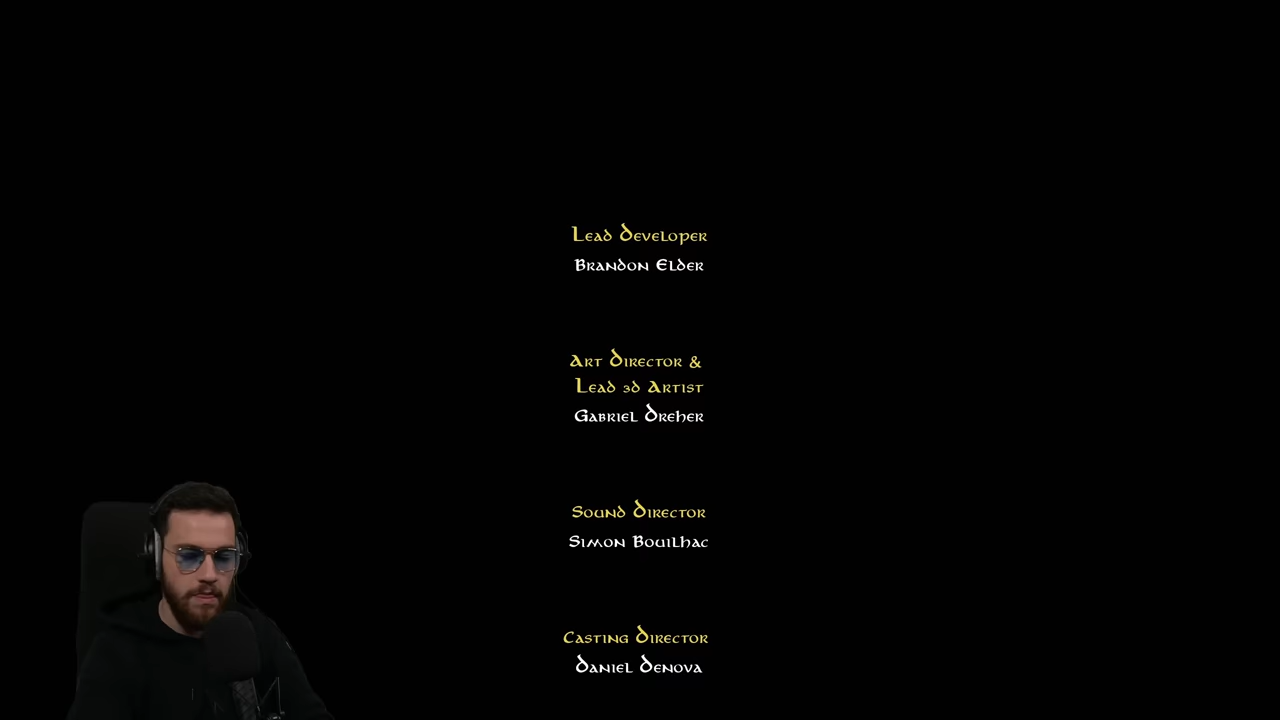 Lead Developer
Brandon Elder
Art Director &
Lead 3d Artist
Gabriel Dreher
Sound Director
Simon Bouilhac
Casting Director
Daniel Denova